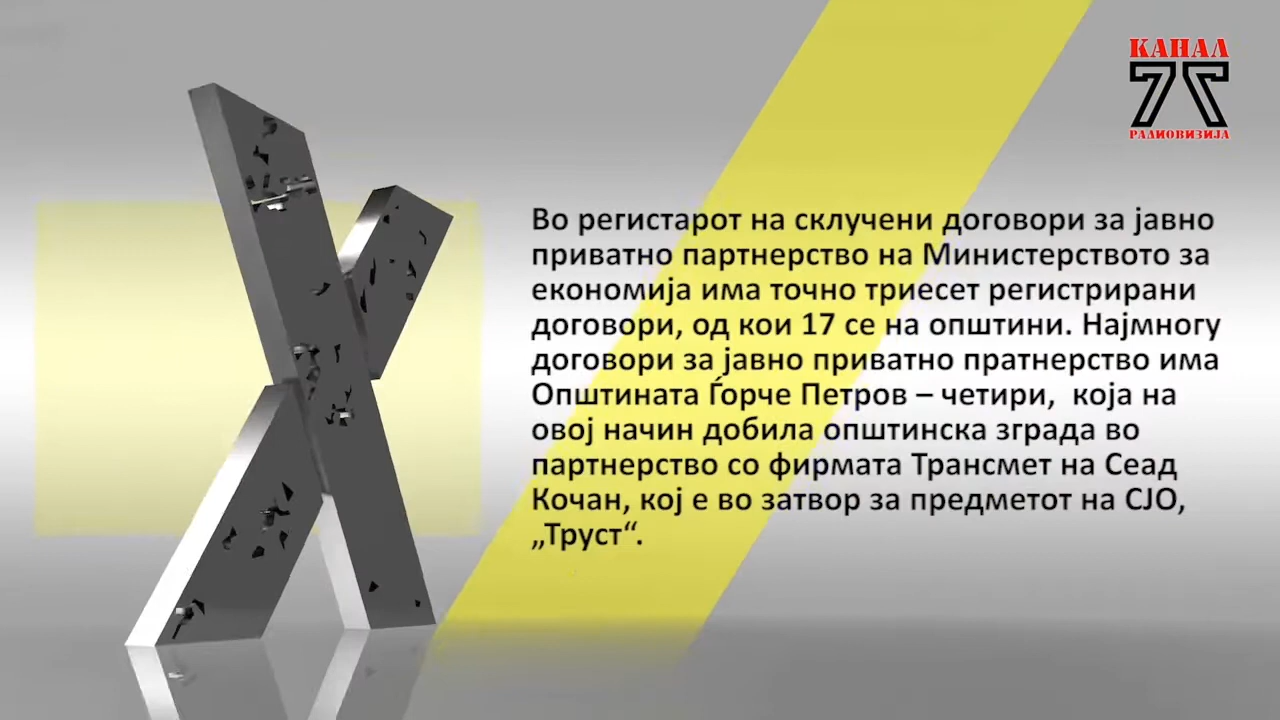 КАНАЛ
77
РАДИОВИЗИЈА
Во регистарот на склучени договори за јавно
приватно партнерство на Министерството за
економија има точно триесет регистрирани
договори, од кои 17 се на општини. Најмногу
договори за јавно приватно пратнерство има
Општината Ѓорче Петров – четири,  која на
овој начин добила општинска зграда во
партнерство со фирмата Трансмет на Сеад
Кочан, кој е во затвор за предметот на СЈО,
„Труст“.